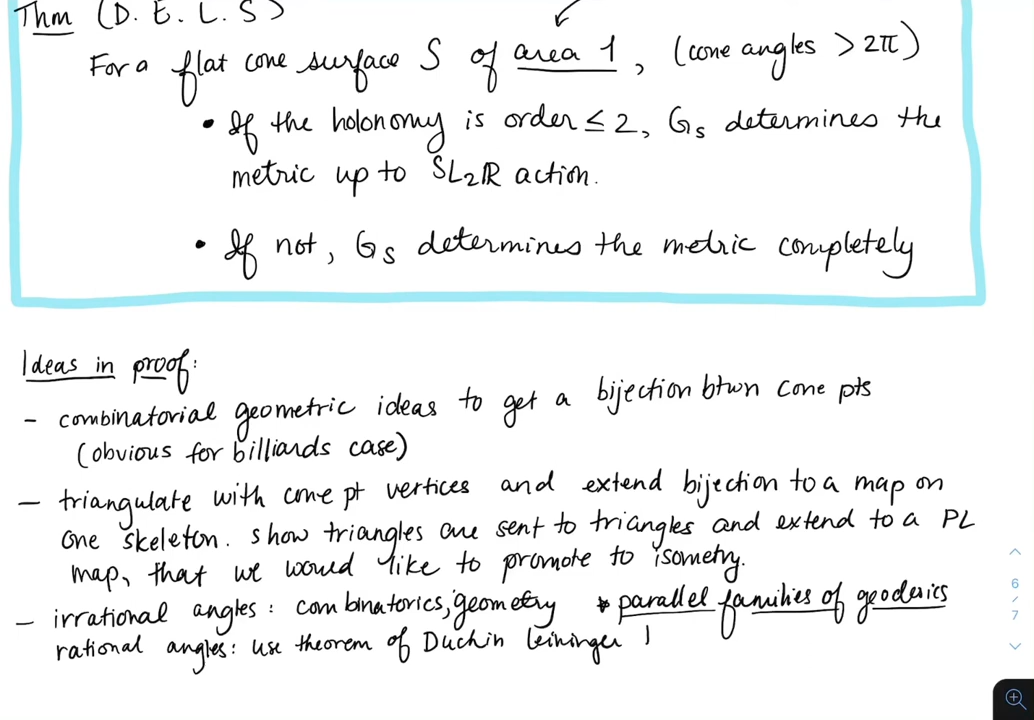 Thm (D. E. L. S)
For a flat cone surface S of area 1, (cone angles > 2π)
• If the holonomy is order ≤ 2, Gs determines the
metric up to SL₂ℝ action.
• If not, Gs determines the metric completely
Ideas in proof:
- combinatorial geometric ideas to get a bijection btwn cone pts
(obvious for billiards case)
- triangulate with cone pt vertices and extend bijection to a map on
one skeleton. show triangles are sent to triangles and extend to a PL
map, that we would like to promote to isometry.
- irrational angles: combinatorics, geometry * parallel families of geodesics
rational angles: use theorem of Duchin Leininger
6
/
7